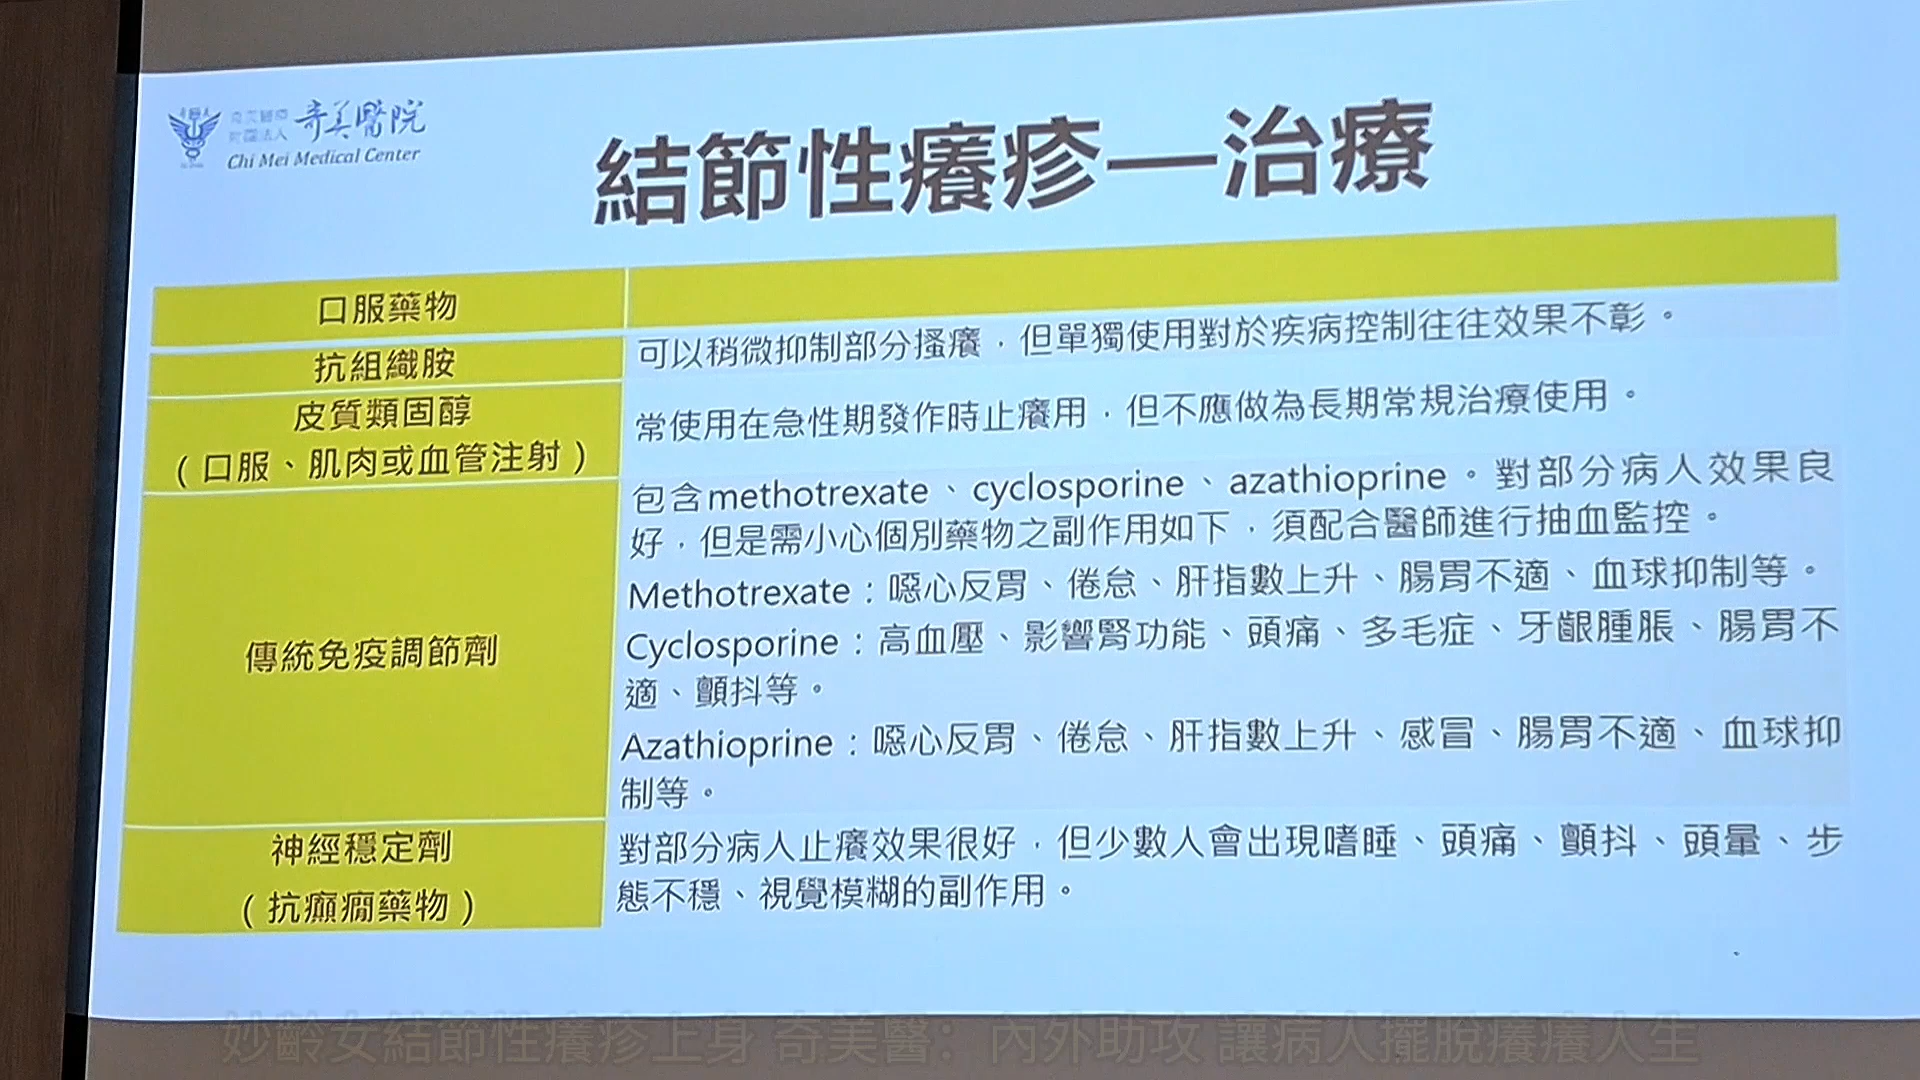 奇美醫療
財團法人
奇美醫院
Chi Mei Medical Center
結節性癢疹—治療
口服藥物
抗組織胺
可以稍微抑制部分搔癢，但單獨使用對於疾病控制往往效果不彰。
皮質類固醇
（口服、肌肉或血管注射）
常使用在急性期發作時止癢用，但不應做為長期常規治療使用。
傳統免疫調節劑
包含methotrexate、cyclosporine、azathioprine。對部分病人效果良
好，但是需小心個別藥物之副作用如下，須配合醫師進行抽血監控。
Methotrexate：噁心反胃、倦怠、肝指數上升、腸胃不適、血球抑制等。
Cyclosporine：高血壓、影響腎功能、頭痛、多毛症、牙齦腫脹、腸胃不
適、顫抖等。
Azathioprine：噁心反胃、倦怠、肝指數上升、感冒、腸胃不適、血球抑
制等。
神經穩定劑
（抗癲癇藥物）
對部分病人止癢效果很好，但少數人會出現嗜睡、頭痛、顫抖、頭暈、步
態不穩、視覺模糊的副作用。
妙齡女結節性癢疹上身 奇美醫：內外助攻 讓病人擺脫癢癢人生